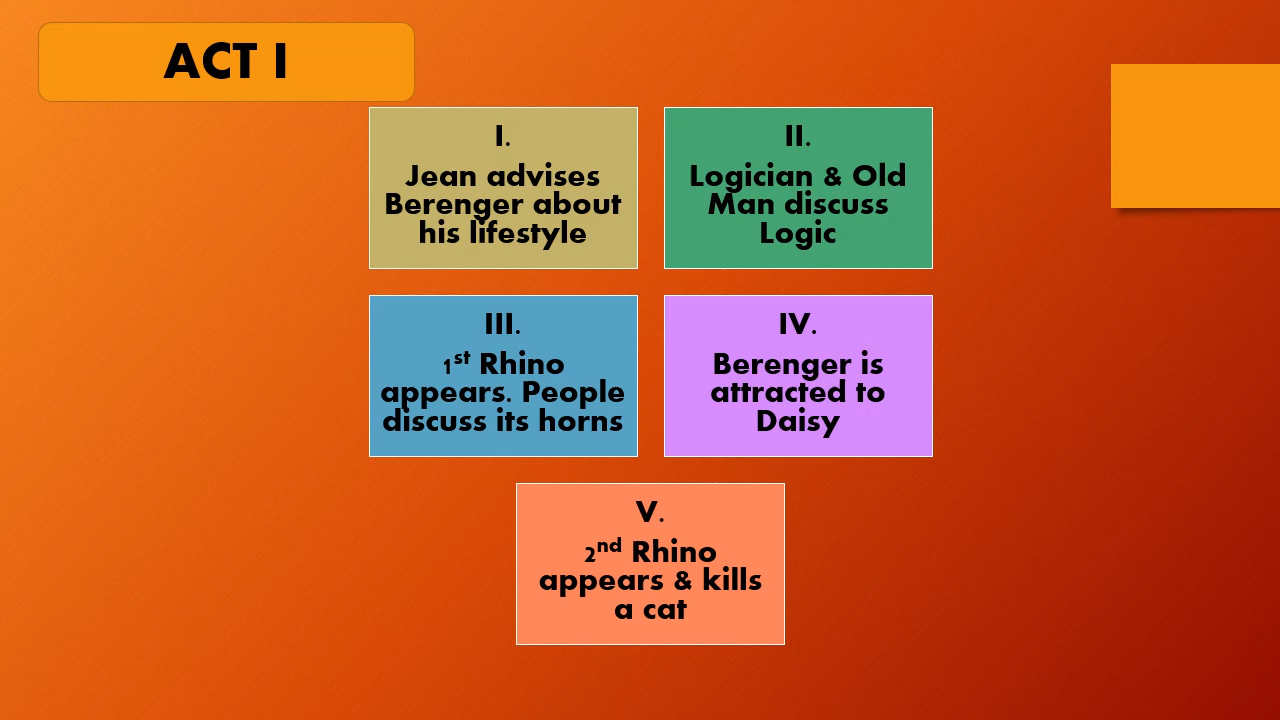 ACT I
I.
Jean advises
Berenger about
his lifestyle
II.
Logician & Old
Man discuss
Logic
III.
1st Rhino
appears. People
discuss its horns
IV.
Berenger is
attracted to
Daisy
V.
2nd Rhino
appears & kills
a cat